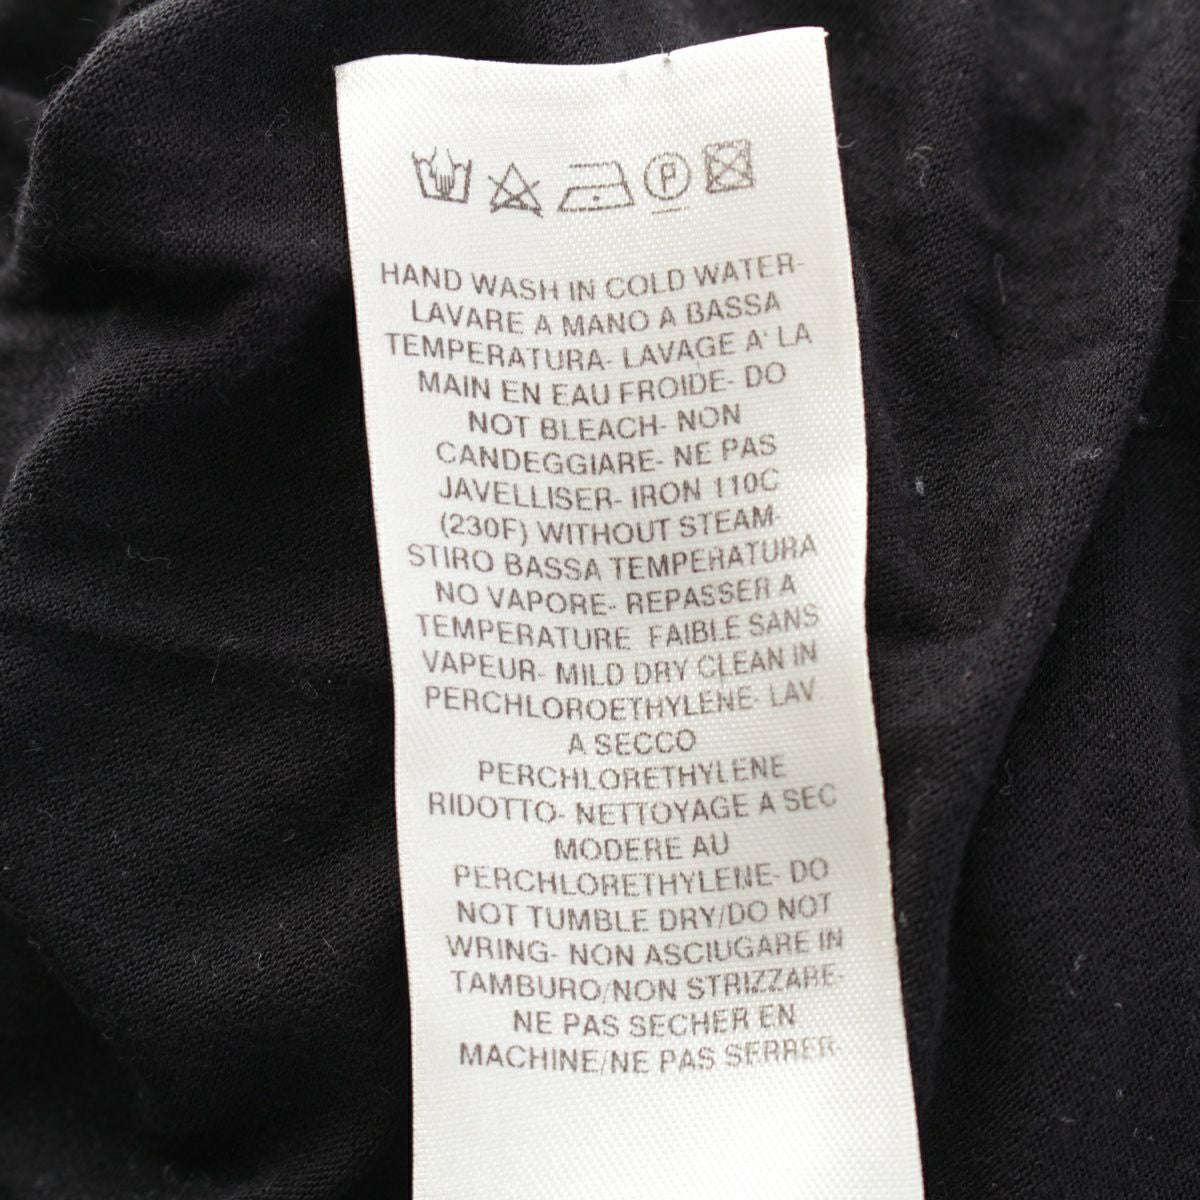 P
HAND WASH IN COLD WATER-
LAVARE A MANO A BASSA
TEMPERATURA- LAVAGE A' LA
MAIN EN EAU FROIDE- DO
NOT BLEACH- NON
CANDEGGIARE- NE PAS
JAVELLISER- IRON 110C
(230F) WITHOUT STEAM-
STIRO BASSA TEMPERATURA
NO VAPORE- REPASSER A
TEMPERATURE FAIBLE SANS
VAPEUR- MILD DRY CLEAN IN
PERCHLOROETHYLENE- LAV
A SECCO
PERCHLORETHYLENE
RIDOTTO- NETTOYAGE A SEC
MODERE AU
PERCHLORETHYLENE- DO
NOT TUMBLE DRY/DO NOT
WRING- NON ASCIUGARE IN
TAMBURO/NON STRIZZARE-
NE PAS SECHER EN
MACHINE/NE PAS SERRER-